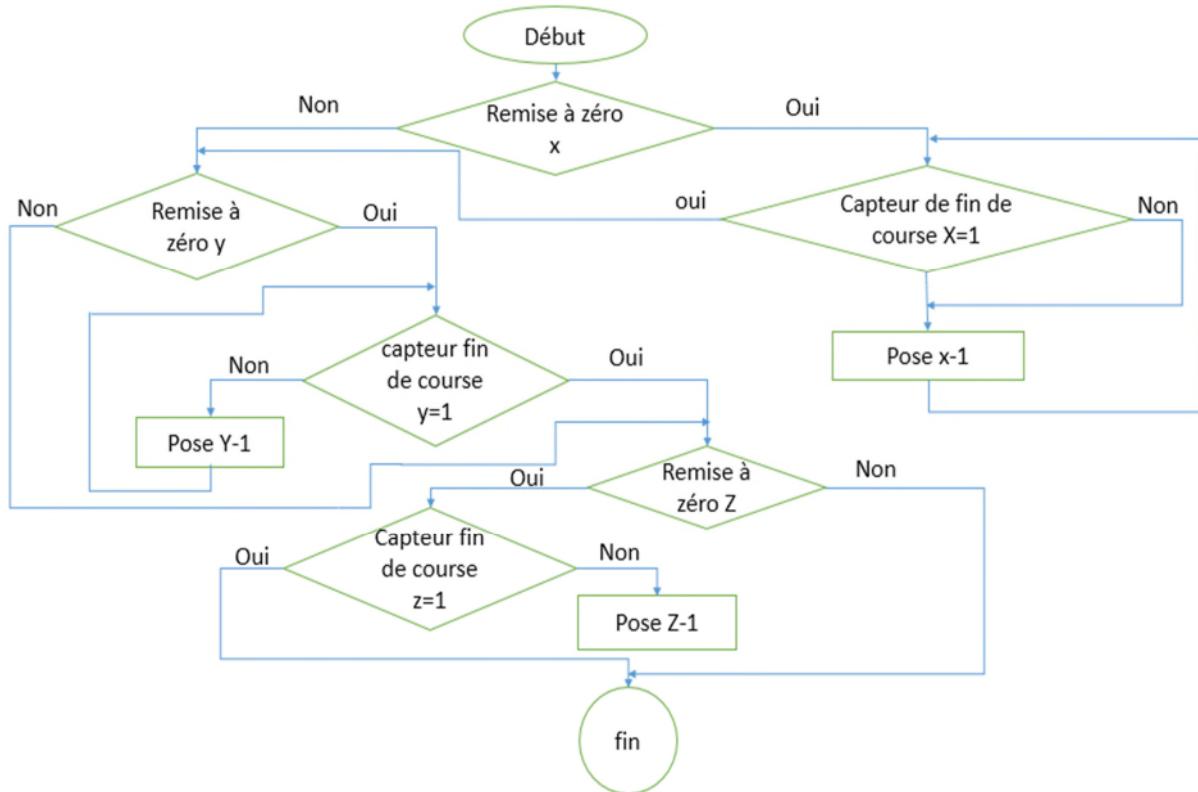 Début
Non
Remise à zéro
x
Oui
Non
Remise à
zéro y
Oui
oui
Capteur de fin de
course X=1
Non
Pose x-1
Non
capteur fin
de course
y=1
Oui
Pose Y-1
Oui
Remise à
zéro Z
Non
Oui
Capteur fin
de course
z=1
Non
Pose Z-1
fin